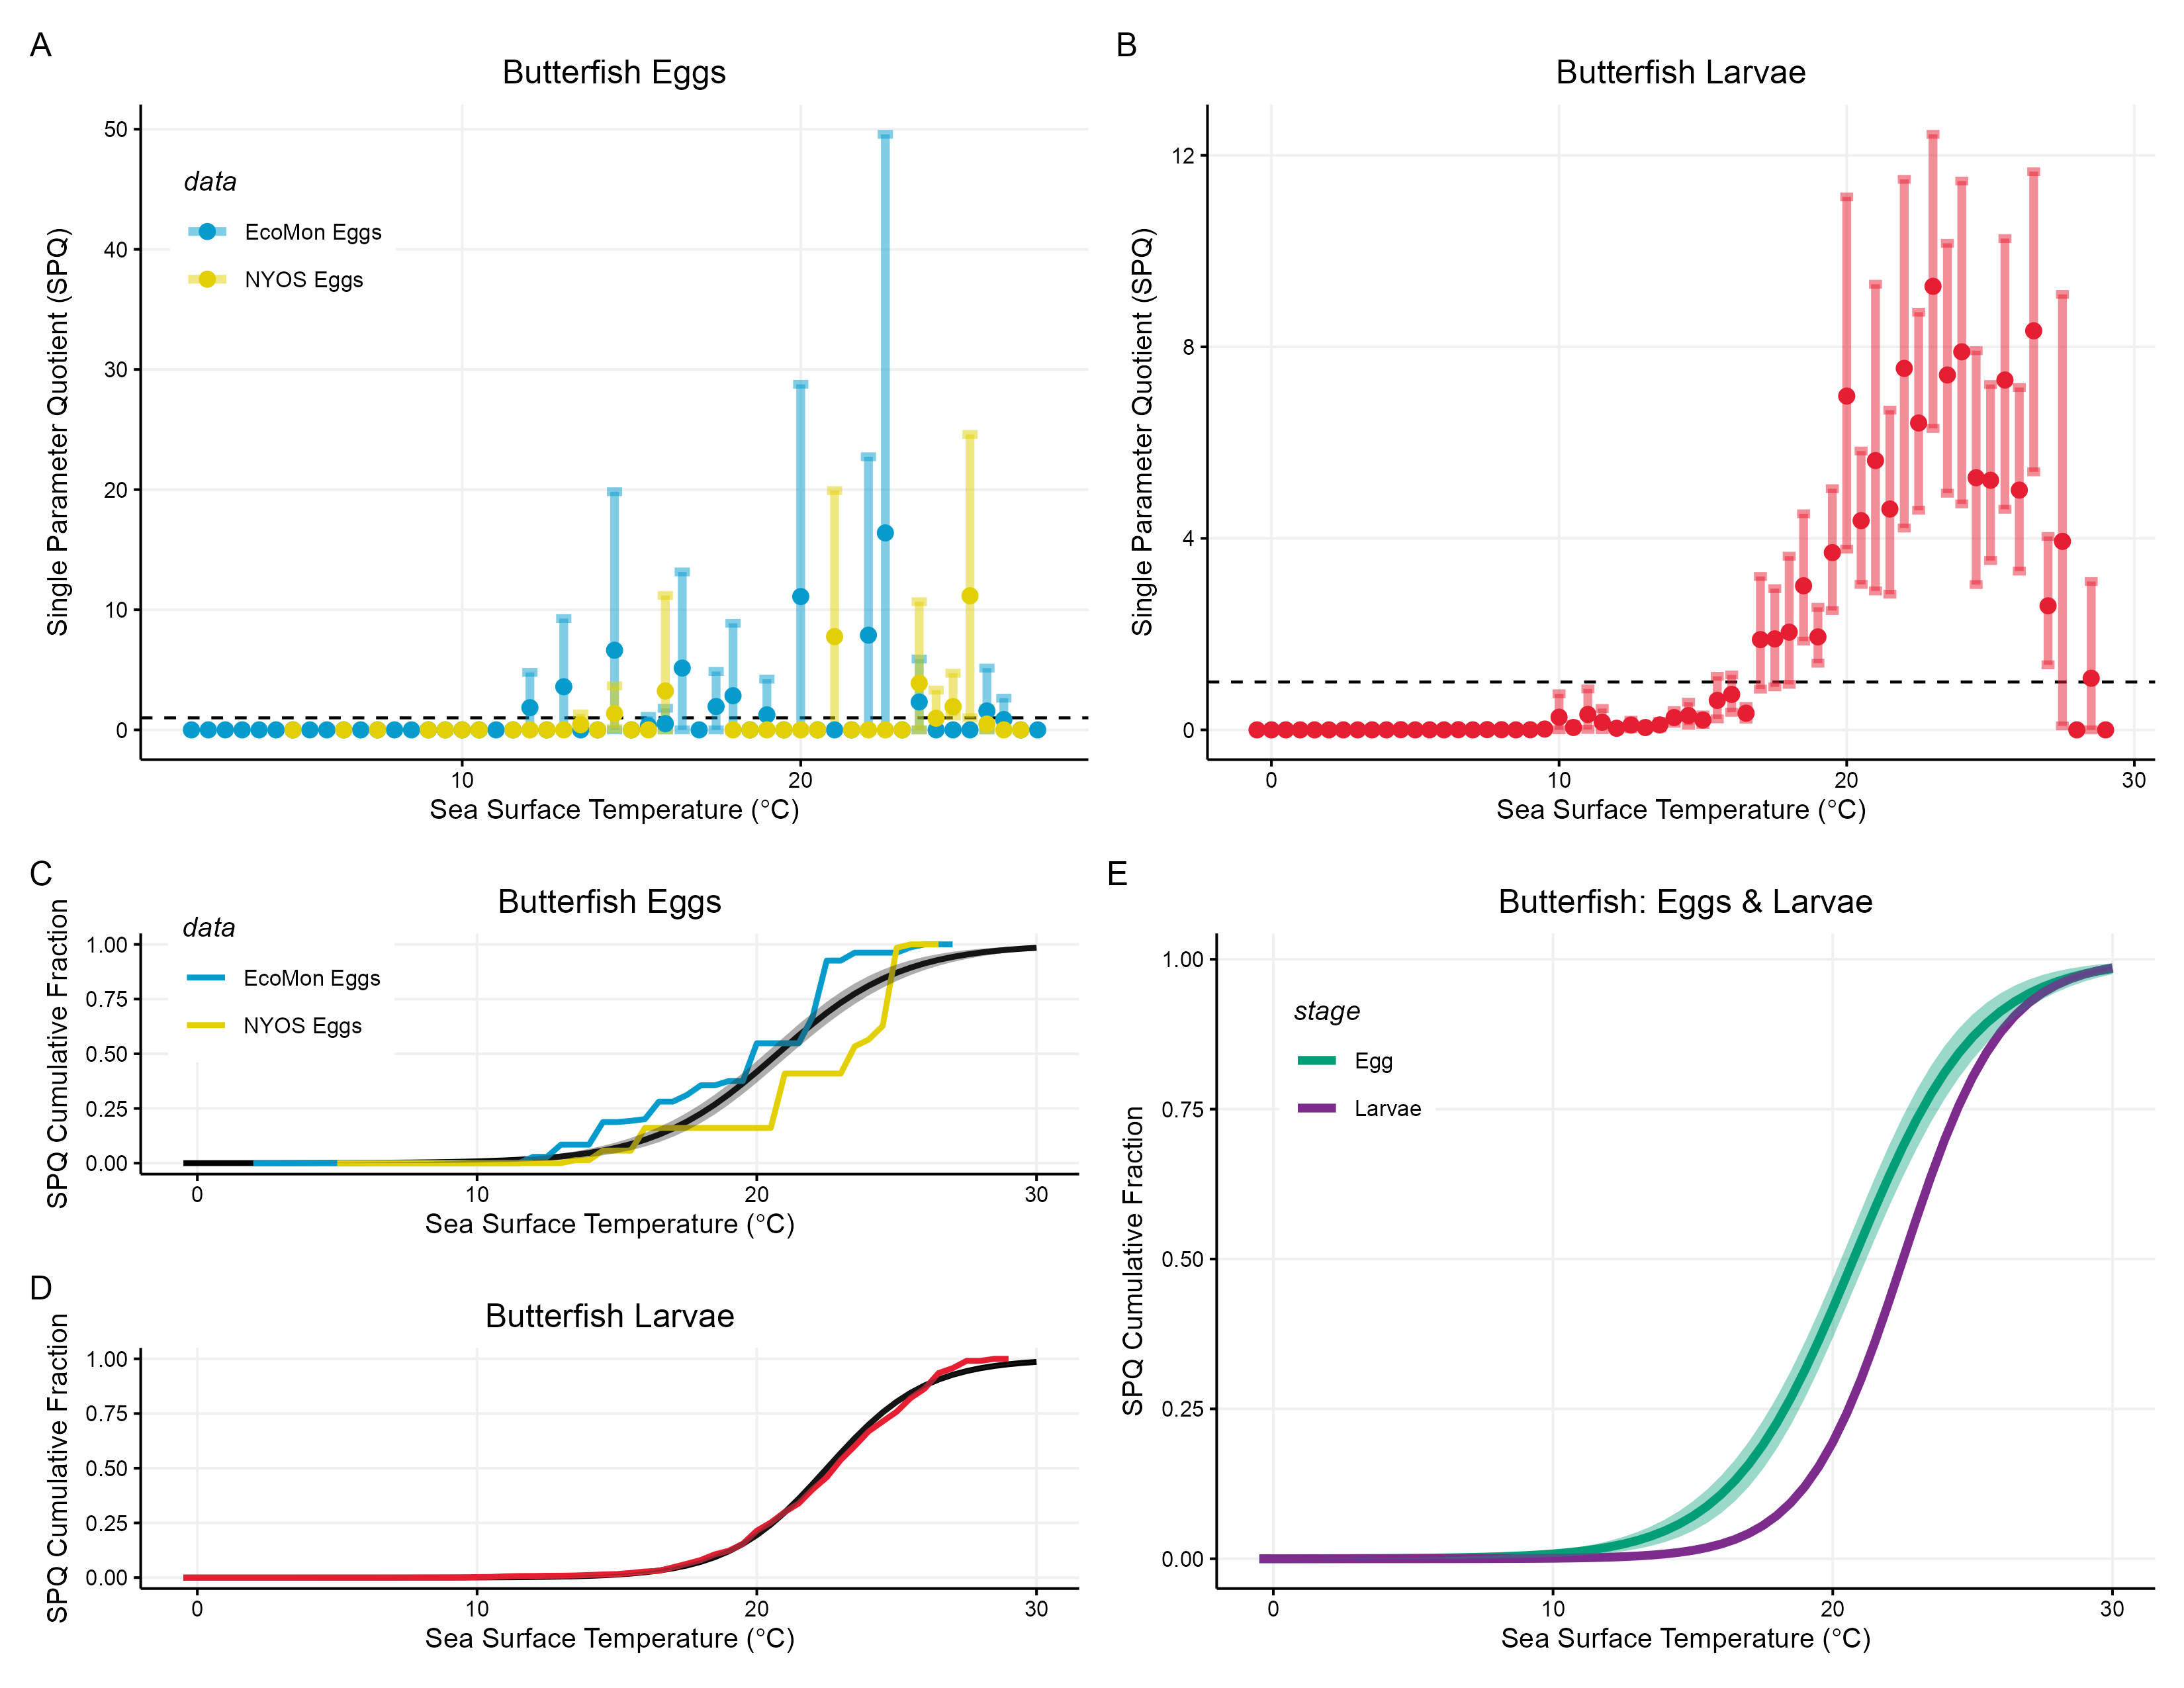 A
Butterfish Eggs
Single Parameter Quotient (SPQ)
50
40
30
20
10
0
data
EcoMon Eggs
NYOS Eggs
10
20
Sea Surface Temperature (°C)
B
Butterfish Larvae
Single Parameter Quotient (SPQ)
12
8
4
0
0
10
20
30
Sea Surface Temperature (°C)
C
Butterfish Eggs
SPQ Cumulative Fraction
data
EcoMon Eggs
NYOS Eggs
1.00
0.75
0.50
0.25
0.00
0
10
20
30
Sea Surface Temperature (°C)
D
Butterfish Larvae
SPQ Cumulative Fraction
1.00
0.75
0.50
0.25
0.00
0
10
20
30
Sea Surface Temperature (°C)
E
Butterfish: Eggs & Larvae
SPQ Cumulative Fraction
1.00
0.75
0.50
0.25
0.00
stage
Egg
Larvae
0
10
20
30
Sea Surface Temperature (°C)